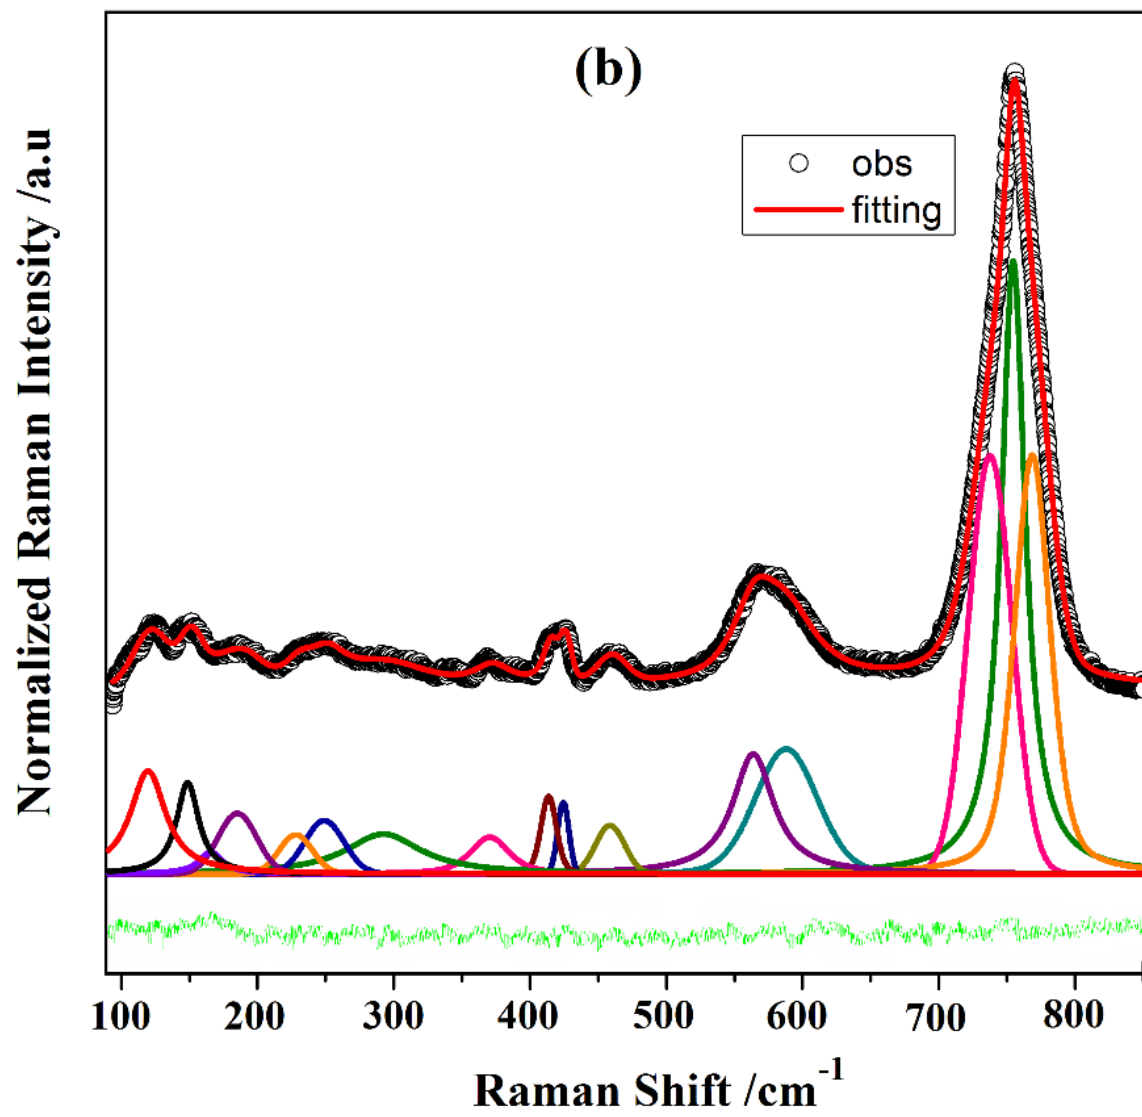 (b)
obs
fitting
Normalized Raman Intensity /a.u
100 200 300 400 500 600 700 800
Raman Shift /cm⁻¹